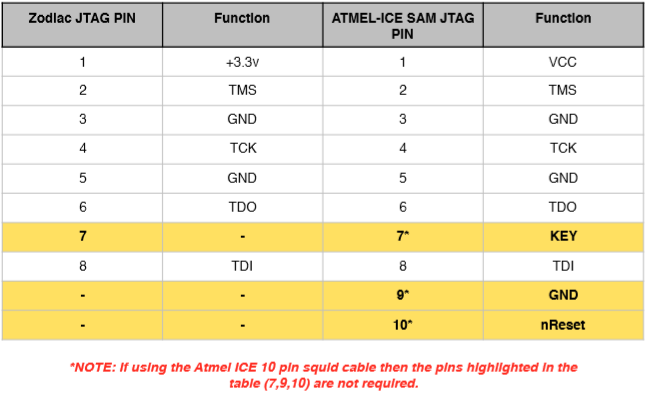 Zodiac JTAG PIN Function ATMEL-ICE SAM JTAG PIN Function
1 +3.3v 1 VCC
2 TMS 2 TMS
3 GND 3 GND
4 TCK 4 TCK
5 GND 5 GND
6 TDO 6 TDO
7 - 7* KEY
8 TDI 8 TDI
- - 9* GND
- - 10* nReset
*NOTE: If using the Atmel ICE 10 pin squid cable then the pins highlighted in the
table (7,9,10) are not required.